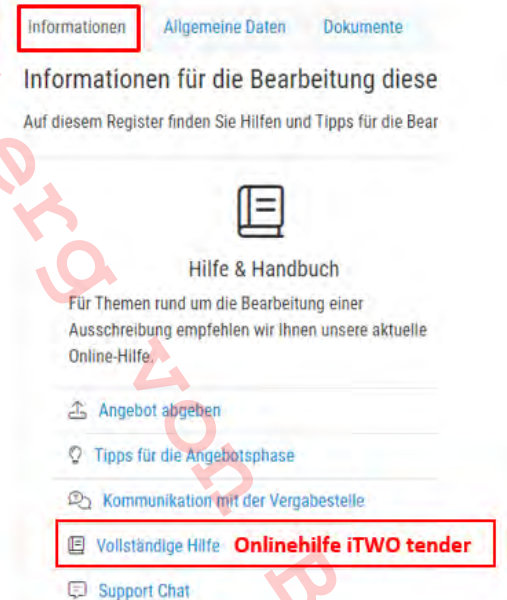 Informationen Allgemeine Daten Dokumente
Informationen für die Bearbeitung diese
Auf diesem Register finden Sie Hilfen und Tipps für die Bear
Hilfe & Handbuch
Für Themen rund um die Bearbeitung einer
Ausschreibung empfehlen wir Ihnen unsere aktuelle
Online-Hilfe.
Angebot abgeben
Tipps für die Angebotsphase
Kommunikation mit der Vergabestelle
Vollständige Hilfe Onlinehilfe iTWO tender
Support Chat
erg von B